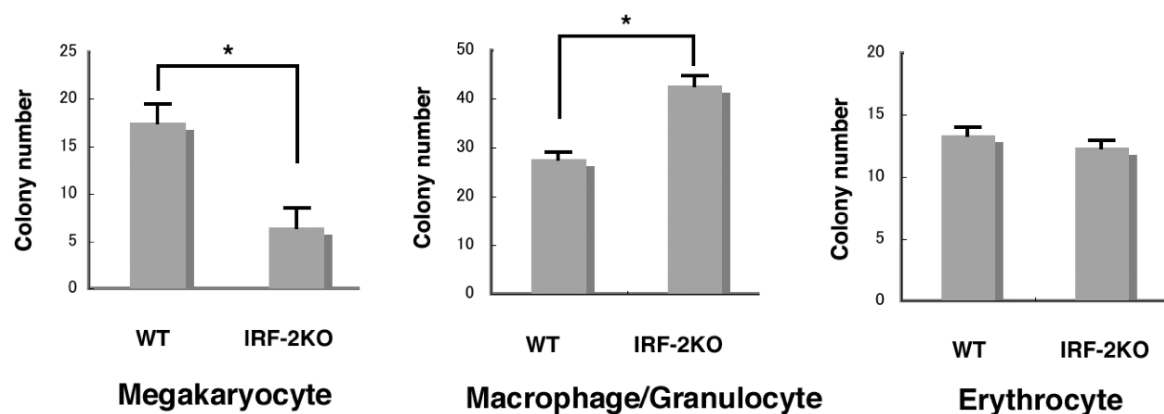 25
20
15
10
5
0
Colony number
*
WT
IRF-2KO
Megakaryocyte
50
40
30
20
10
0
Colony number
*
WT
IRF-2KO
Macrophage/Granulocyte
20
15
10
5
0
Colony number
WT
IRF-2KO
Erythrocyte